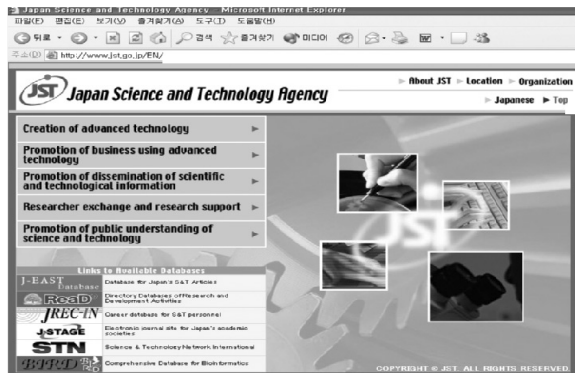 Japan Science and Technology Agency - Microsoft Internet Explorer
파일(F) 편집(E) 보기(V) 즐겨찾기(A) 도구(T) 도움말(H)
뒤로 검색 즐겨찾기 미디어
주소(D) http://www.jst.go.jp/EN/
About JST Location Organization
JST Japan Science and Technology Agency
Japanese Top
Creation of advanced technology
Promotion of business using advanced
technology
Promotion of dissemination of scientific
and technological information
Researcher exchange and research support
Promotion of public understanding of
science and technology
JST
Links to Available Databases
J-EAST Database Database for Japan's S&T Articles
ReaD Directory Databases of Research and
Development Activities
JREC-IN Career database for S&T personnel
J-STAGE Electronic journal site for Japan's academic
societies
STN Science & Technology Network International
BIRD Comprehensive Database for Bioinformatics
COPYRIGHT © JST. ALL RIGHTS RESERVED.